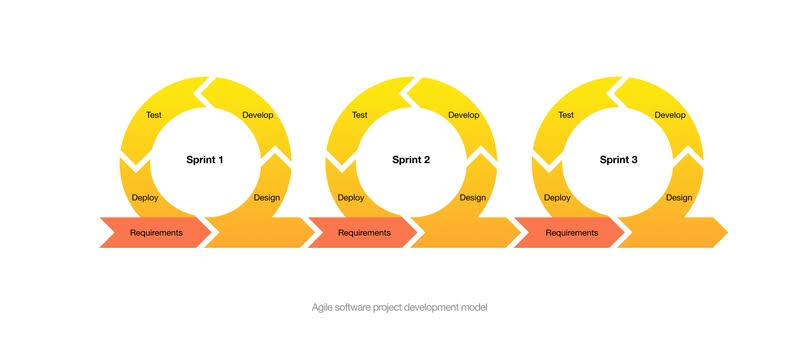 Test
Develop
Sprint 1
Deploy
Design
Requirements
Test
Develop
Sprint 2
Deploy
Design
Requirements
Test
Develop
Sprint 3
Deploy
Design
Requirements
Agile software project development model